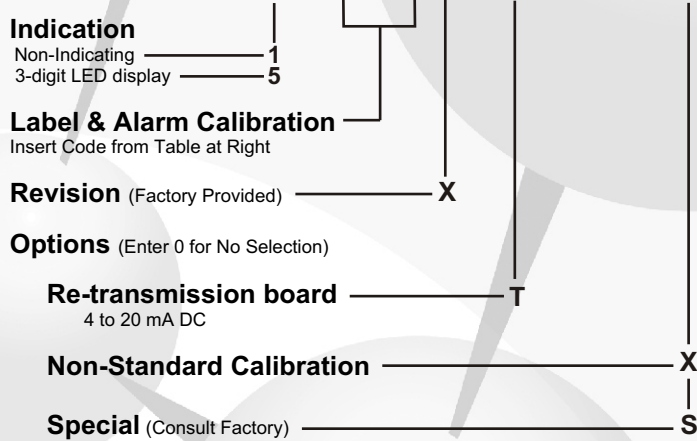 Indication
Non-Indicating 1
3-digit LED display 5
Label & Alarm Calibration
Insert Code from Table at Right
Revision (Factory Provided) X
Options (Enter 0 for No Selection)
Re-transmission board T
4 to 20 mA DC
Non-Standard Calibration X
Special (Consult Factory) S